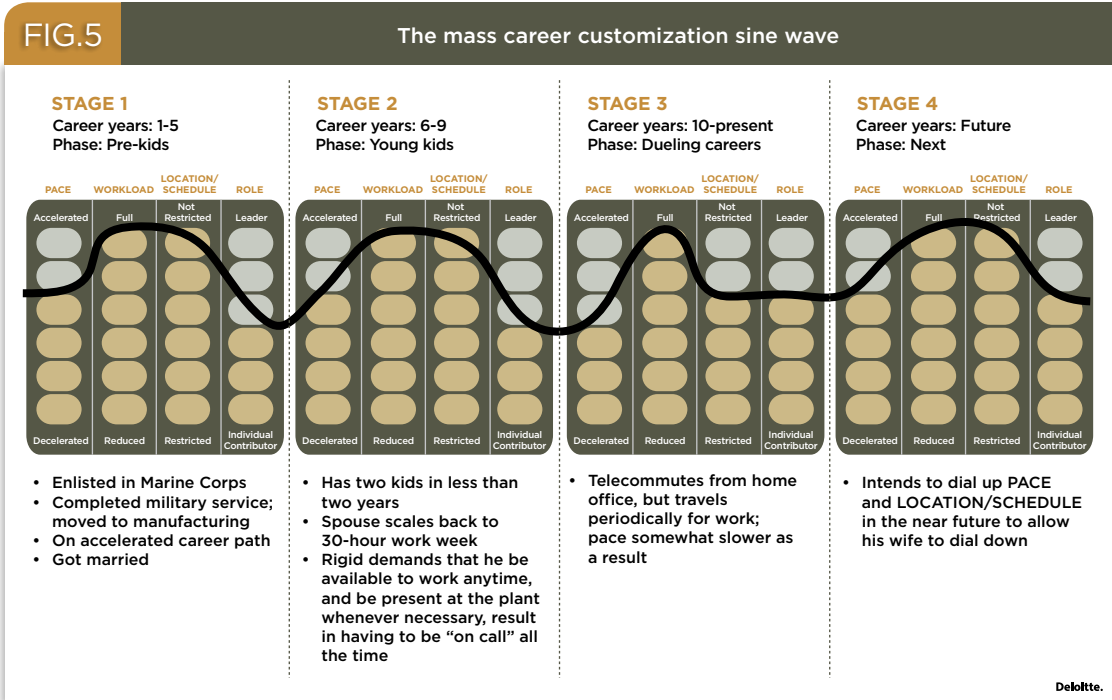 FIG.5
The mass career customization sine wave
STAGE 1
Career years: 1-5
Phase: Pre-kids
PACE WORKLOAD LOCATION/
SCHEDULE ROLE
Accelerated Full Not
Restricted Leader
Decelerated Reduced Restricted Individual
Contributor
• Enlisted in Marine Corps
• Completed military service;
moved to manufacturing
• On accelerated career path
• Got married
STAGE 2
Career years: 6-9
Phase: Young kids
PACE WORKLOAD LOCATION/
SCHEDULE ROLE
Accelerated Full Not
Restricted Leader
Decelerated Reduced Restricted Individual
Contributor
• Has two kids in less than
two years
• Spouse scales back to
30-hour work week
• Rigid demands that he be
available to work anytime,
and be present at the plant
whenever necessary, result
in having to be “on call” all
the time
STAGE 3
Career years: 10-present
Phase: Dueling careers
PACE WORKLOAD LOCATION/
SCHEDULE ROLE
Accelerated Full Not
Restricted Leader
Decelerated Reduced Restricted Individual
Contributor
• Telecommutes from home
office, but travels
periodically for work;
pace somewhat slower as
a result
STAGE 4
Career years: Future
Phase: Next
PACE WORKLOAD LOCATION/
SCHEDULE ROLE
Accelerated Full Not
Restricted Leader
Decelerated Reduced Restricted Individual
Contributor
• Intends to dial up PACE
and LOCATION/SCHEDULE
in the near future to allow
his wife to dial down
Deloitte.